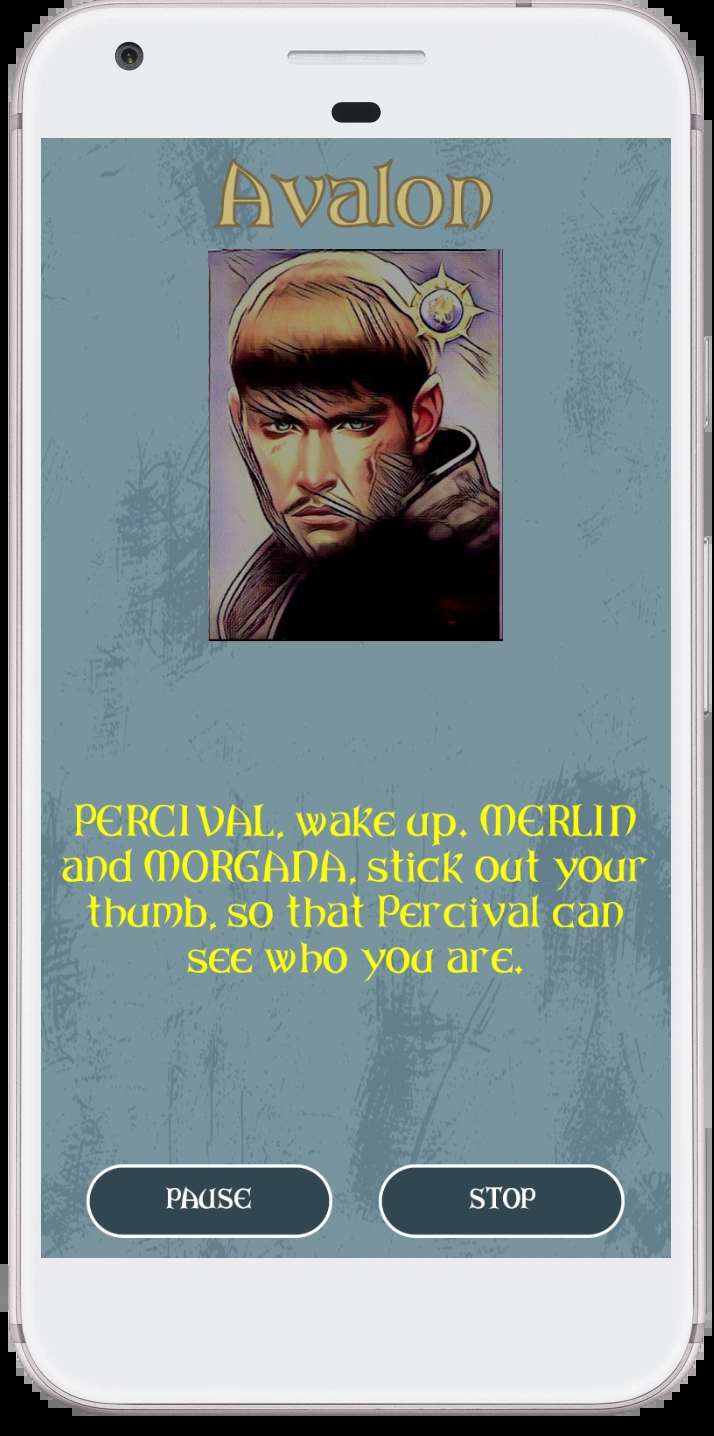 Avalon
PERCIVAL, wake up. MERLIN
and MORGANA, stick out your
thumb, so that Percival can
see who you are.
PAUSE
STOP